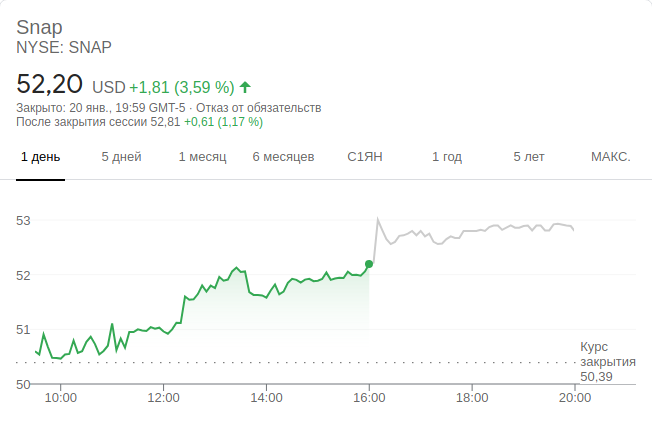 Snap
NYSE: SNAP
52,20 USD +1,81 (3,59 %)
Закрыто: 20 янв., 19:59 GMT-5 · Отказ от обязательств
После закрытия сессии 52,81 +0,61 (1,17 %)
1 день 5 дней 1 месяц 6 месяцев С1ЯН 1 год 5 лет МАКС.
53
52
51
Курс
закрытия
50,39
50
10:00 12:00 14:00 16:00 18:00 20:00